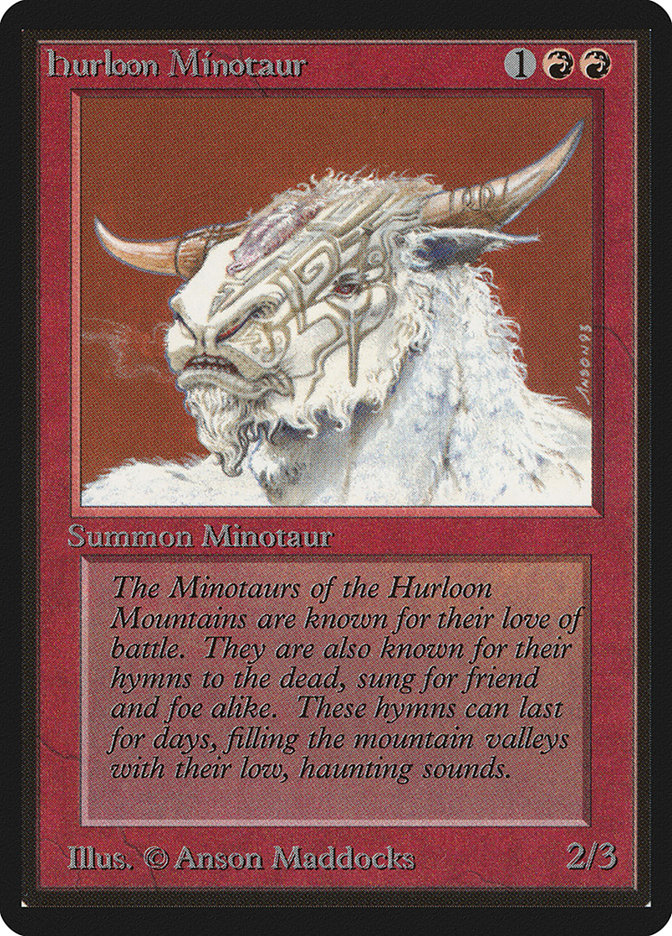 Hurloon Minotaur 1
ANSON93
Summon Minotaur
The Minotaurs of the Hurloon
Mountains are known for their love of
battle. They are also known for their
hymns to the dead, sung for friend
and foe alike. These hymns can last
for days, filling the mountain valleys
with their low, haunting sounds.
Illus. © Anson Maddocks 2/3